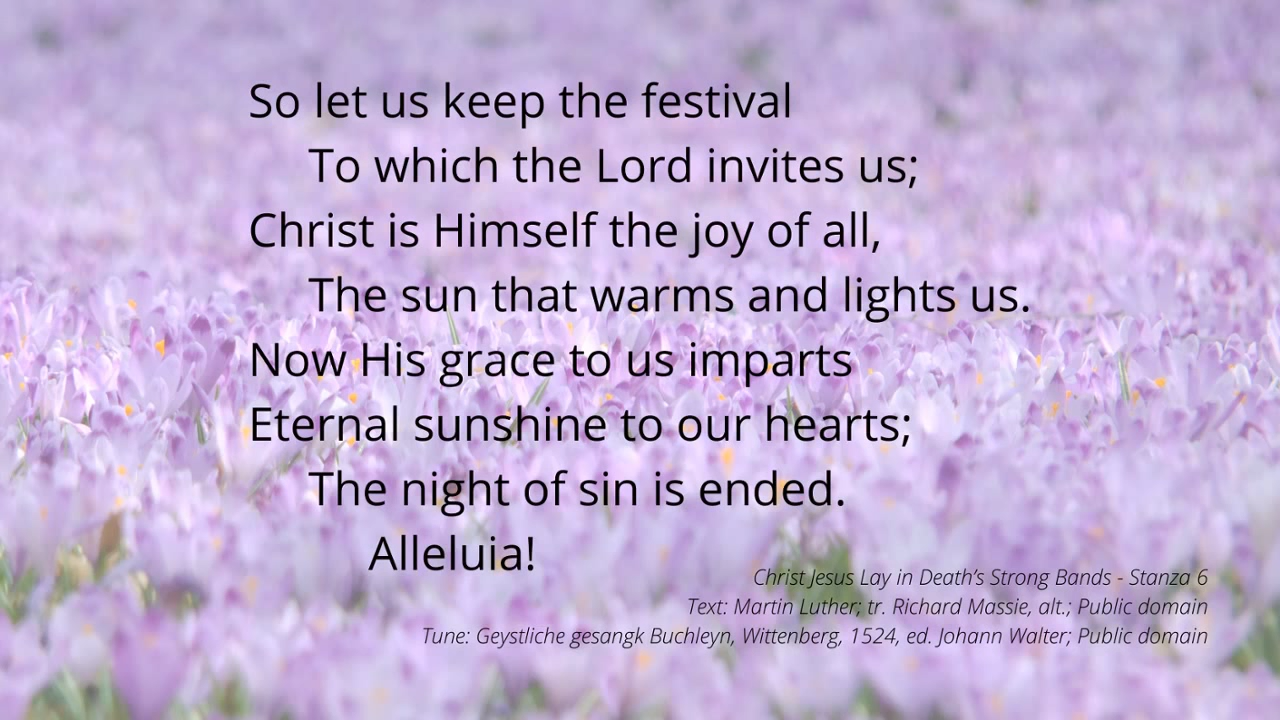 So let us keep the festival
To which the Lord invites us;
Christ is Himself the joy of all,
The sun that warms and lights us.
Now His grace to us imparts
Eternal sunshine to our hearts;
The night of sin is ended.
Alleluia!
Christ Jesus Lay in Death’s Strong Bands - Stanza 6
Text: Martin Luther; tr. Richard Massie, alt.; Public domain
Tune: Geystliche gesangk Buchleyn, Wittenberg, 1524, ed. Johann Walter; Public domain